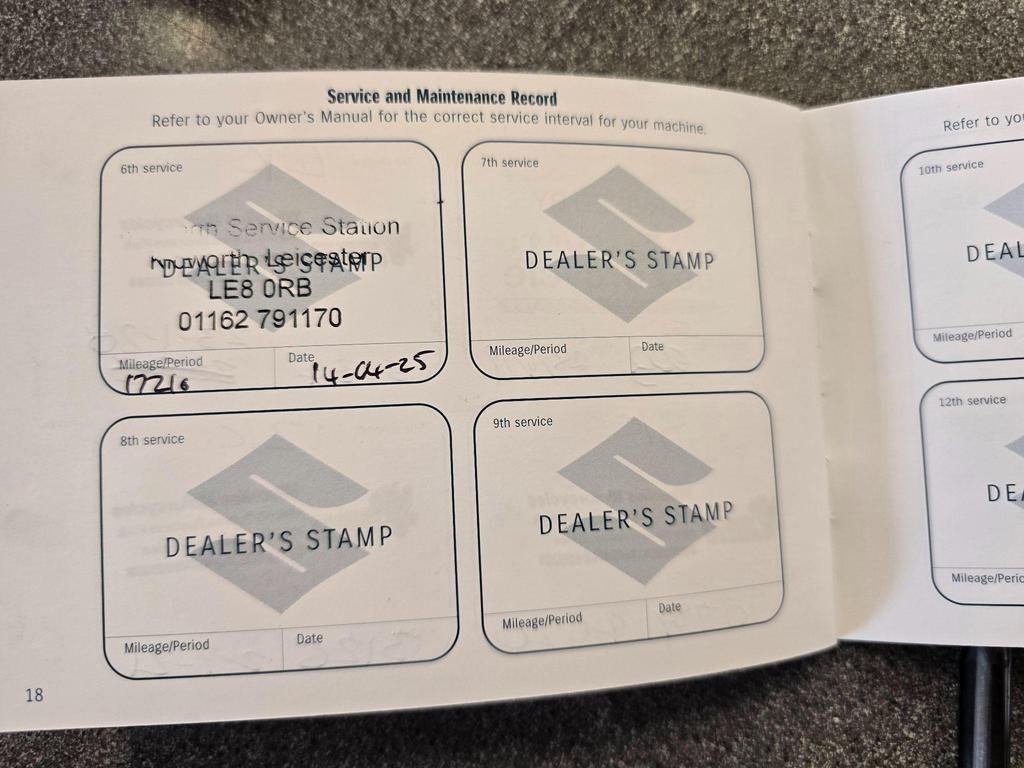 Service and Maintenance Record
Refer to your Owner's Manual for the correct service interval for your machine.
6th service
Service Station
Leicester
DEALER'S STAMP
LE8 0RB
01162 791170
Mileage/Period
Date
17216
14-04-25
7th service
DEALER'S STAMP
Mileage/Period
Date
8th service
DEALER'S STAMP
Mileage/Period
Date
9th service
DEALER'S STAMP
Mileage/Period
Date
18
Refer to
10th service
Mileage/Period
12th service